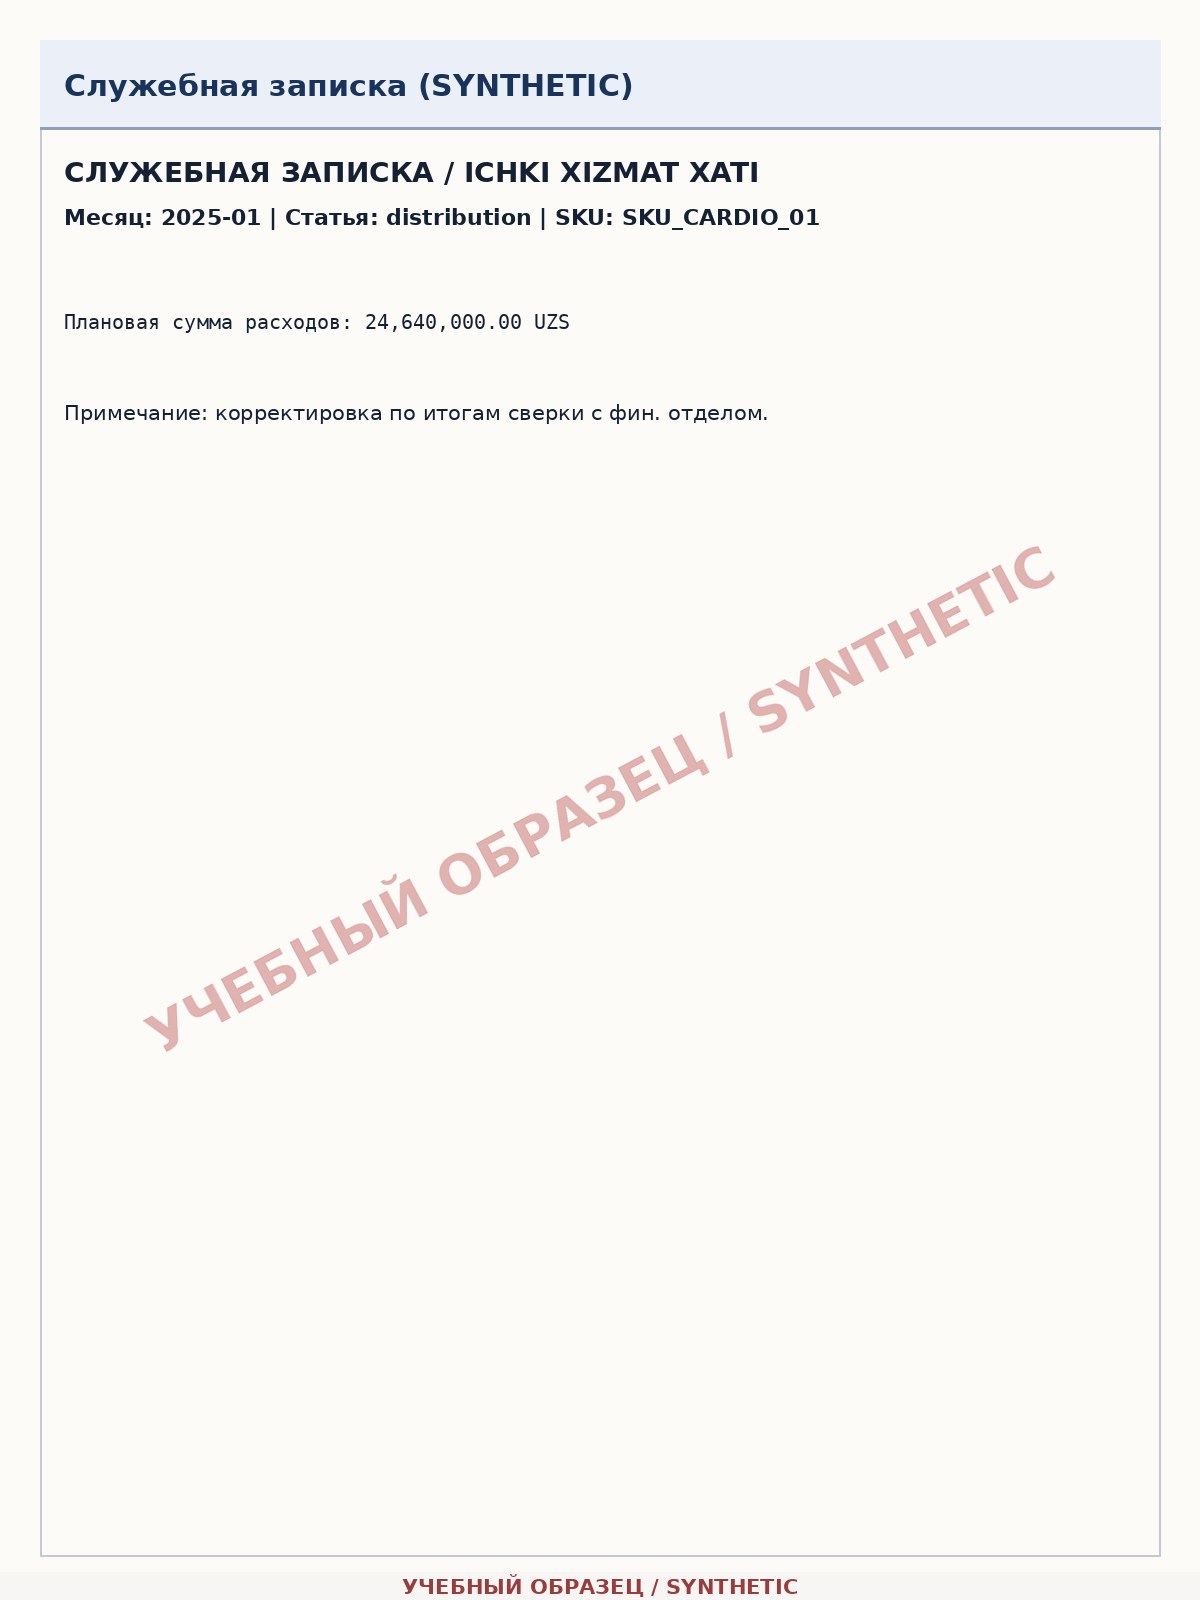 Служебная записка (SYNTHETIC)
СЛУЖЕБНАЯ ЗАПИСКА / ICHKI XIZMAT XATI
Месяц: 2025-01 | Статья: distribution | SKU: SKU_CARDIO_01
Плановая сумма расходов: 24,640,000.00 UZS
Примечание: корректировка по итогам сверки с фин. отделом.
УЧЕБНЫЙ ОБРАЗЕЦ / SYNTHETIC
УЧЕБНЫЙ ОБРАЗЕЦ / SYNTHETIC